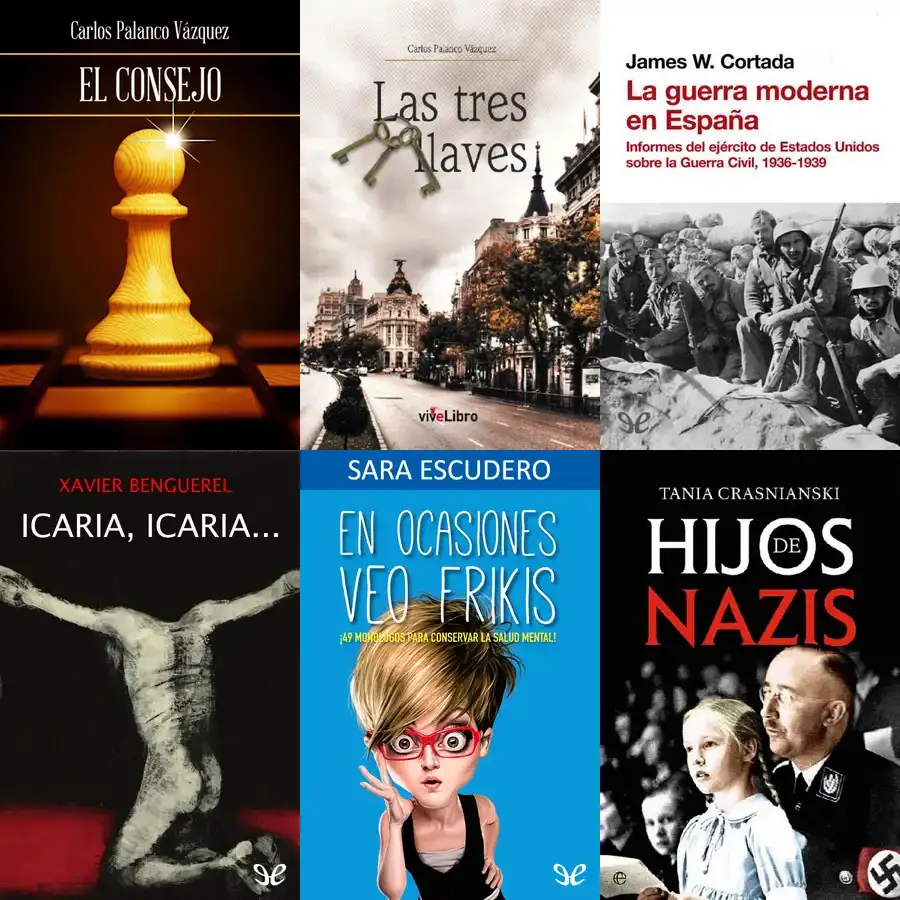 Carlos Palanco Vázquez
EL CONSEJO
Carlos Palanco Vázquez
Las tres
llaves
viveLibro
James W. Cortada
La guerra moderna
en España
Informes del ejército de Estados Unidos
sobre la Guerra Civil, 1936-1939
XAVIER BENGUEREL
ICARIA, ICARIA...
SARA ESCUDERO
EN OCASIONES
VEO FRIKIS
¡49 MONÓLOGOS PARA CONSERVAR LA SALUD MENTAL!
TANIA CRASNIANSKI
HIJOS
DE
NAZIS